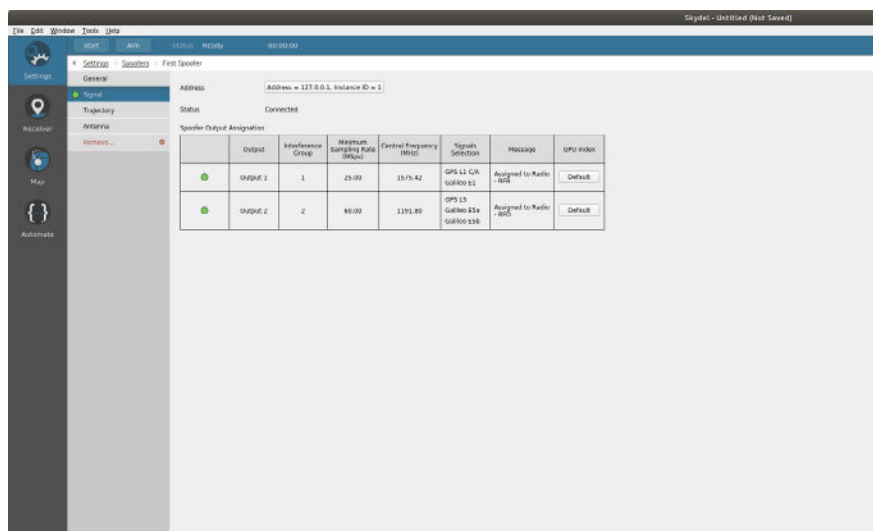 Skydel - Untitled (Not Saved)
File Edit Window Tools Help
Start Arm Status Ready 00:00:00
Settings Spoofers First Spoofer
Settings
Receiver
Map
Automate
General
Signal
Trajectory
Antenna
Remove...
Address Address = 127.0.0.1, Instance ID = 1
Status Connected
Spoofer Output Assignation
Output Interference Group Minimum Sampling Rate (MSps) Central Frequency (MHz) Signals Selection Message GPU Index
Output 1 1 25.00 1575.42 GPS L1 C/A Galileo E1 Assigned to Radio Default
Output 2 2 60.00 1191.80 GPS L5 Galileo E5a Galileo E5b Assigned to Radio Default